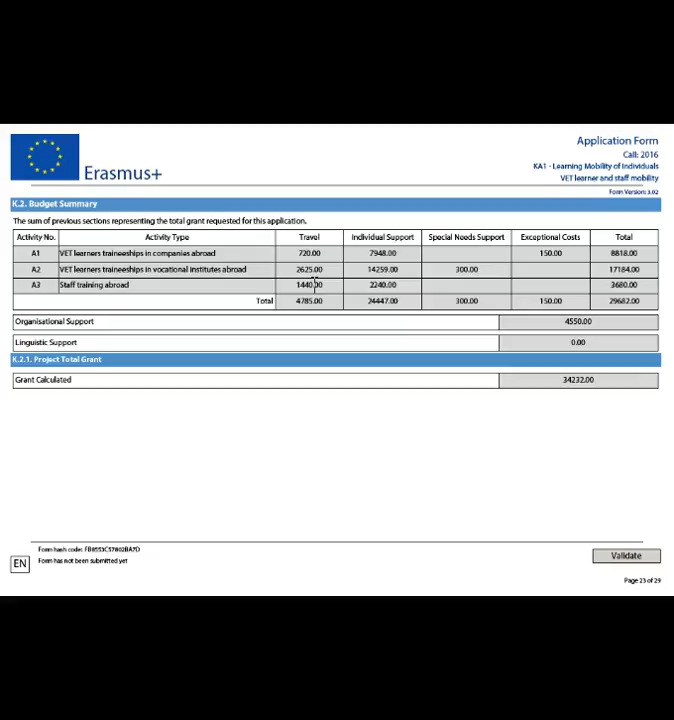 Erasmus+
Application Form
Call: 2016
KA1 - Learning Mobility of Individuals
VET learner and staff mobility
Form Version: 3.02
K.2. Budget Summary
The sum of previous sections representing the total grant requested for this application.
Activity No. Activity Type Travel Individual Support Special Needs Support Exceptional Costs Total
A1 VET learners traineeships in companies abroad 720.00 7948.00 150.00 8818.00
A2 VET learners traineeships in vocational institutes abroad 2625.00 14259.00 300.00 17184.00
A3 Staff training abroad 1440.00 2240.00 3680.00
Total 4785.00 24447.00 300.00 150.00 29682.00
Organisational Support 4550.00
Linguistic Support 0.00
K.2.1. Project Total Grant
Grant Calculated 34232.00
Form hash code:
EN
Form has not been submitted yet
Validate
Page 23 of 29